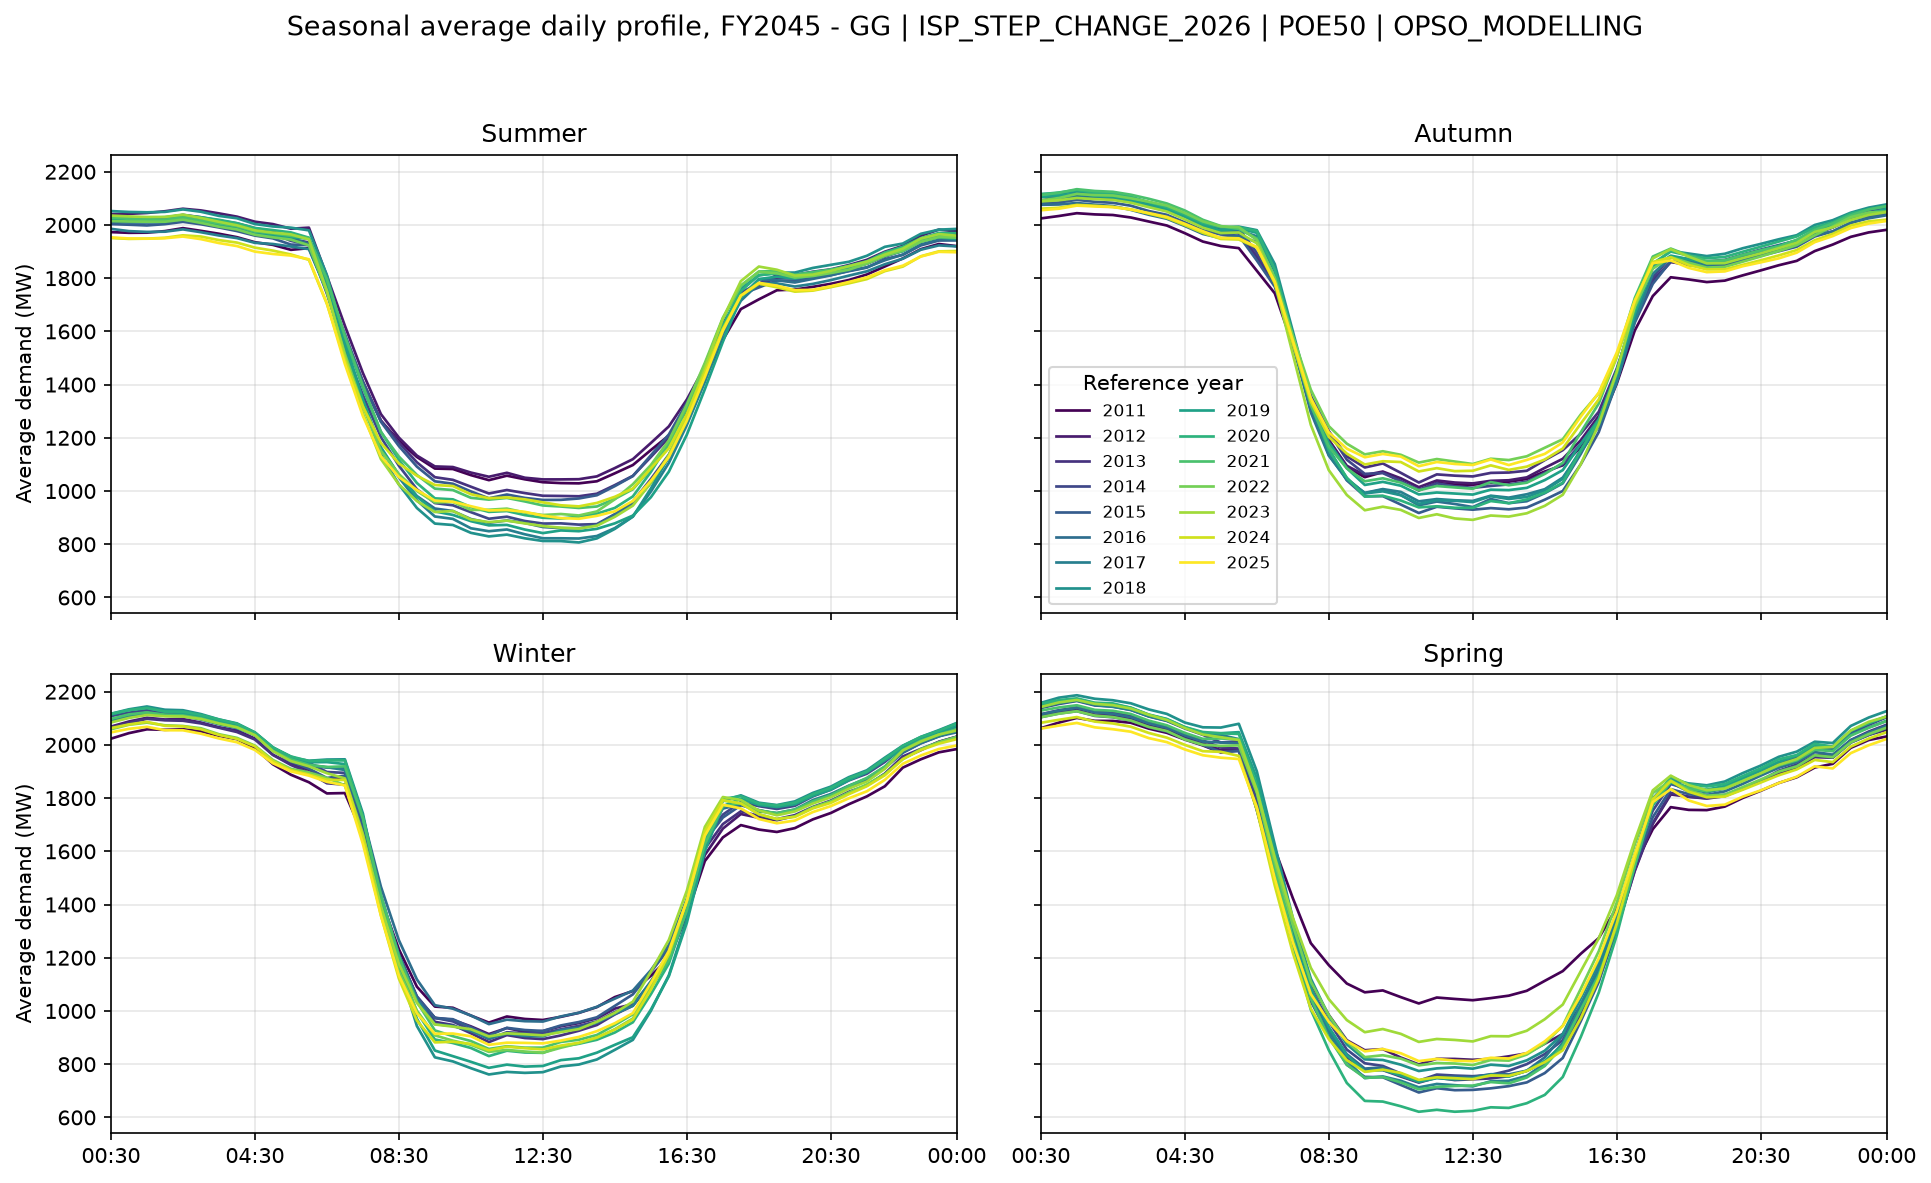 Seasonal average daily profile, FY2045 - GG | ISP_STEP_CHANGE_2026 | POE50 | OPSO_MODELLING
Summer
Average demand (MW)
2200
2000
1800
1600
1400
1200
1000
800
600
Autumn
Reference year
2011 2019
2012 2020
2013 2021
2014 2022
2015 2023
2016 2024
2017 2025
2018
Winter
Average demand (MW)
2200
2000
1800
1600
1400
1200
1000
800
600
00:30 04:30 08:30 12:30 16:30 20:30 00:00
Spring
00:30 04:30 08:30 12:30 16:30 20:30 00:00